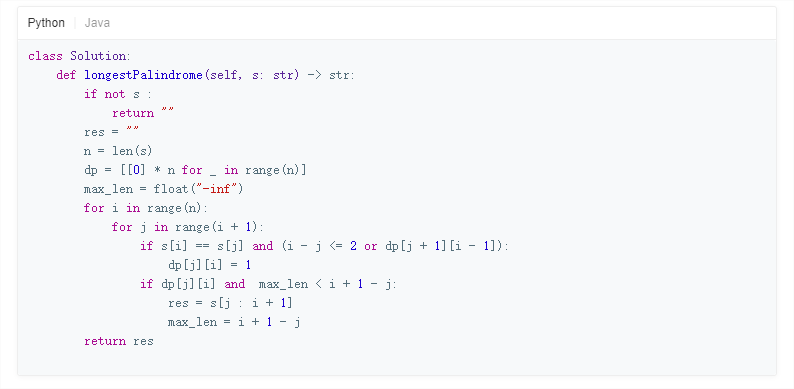 Python | Java
class Solution:
    def longestPalindrome(self, s: str) -> str:
        if not s :
            return ""
        res = ""
        n = len(s)
        dp = [[0] * n for _ in range(n)]
        max_len = float("-inf")
        for i in range(n):
            for j in range(i + 1):
                if s[i] == s[j] and (i - j <= 2 or dp[j + 1][i - 1]):
                    dp[j][i] = 1
                if dp[j][i] and  max_len < i + 1 - j:
                    res = s[j : i + 1]
                    max_len = i + 1 - j
        return res